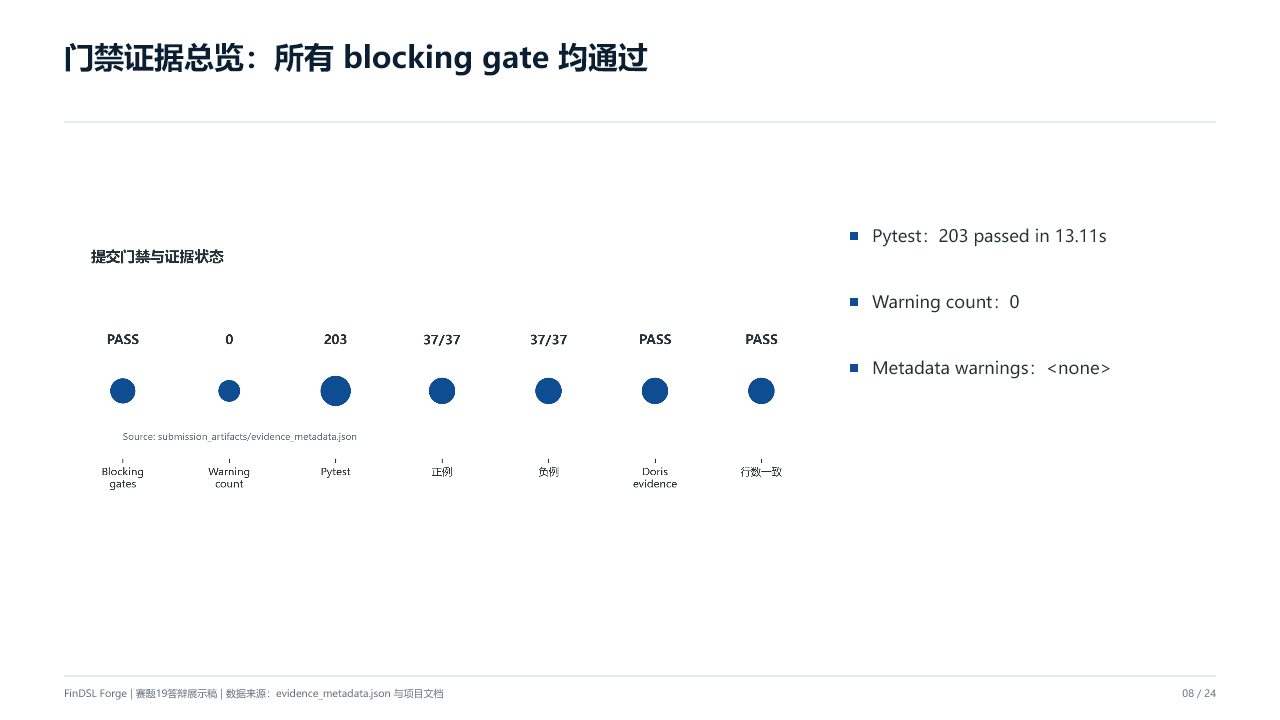 门禁证据总览：所有 blocking gate 均通过
提交门禁与证据状态
PASS
0
203
37/37
37/37
PASS
PASS
Source: submission_artifacts/evidence_metadata.json
Blocking
gates
Warning
count
Pytest
正例
负例
Doris
evidence
行数一致
Pytest：203 passed in 13.11s
Warning count：0
Metadata warnings：<none>
FinDSL Forge | 赛题19答辩展示稿 | 数据来源：evidence_metadata.json 与项目文档
08 / 24